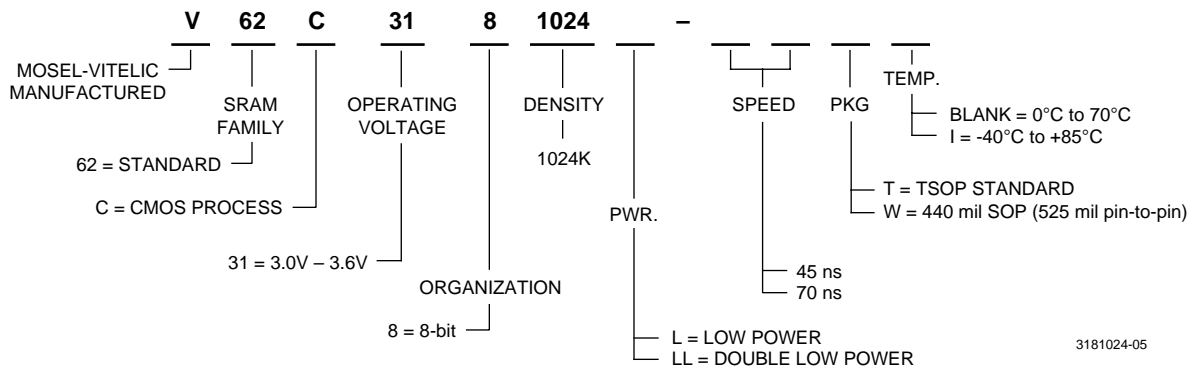 V 62 C 31 8 1024 –
MOSEL-VITELIC
MANUFACTURED
SRAM
FAMILY
62 = STANDARD
C = CMOS PROCESS
OPERATING
VOLTAGE
31 = 3.0V – 3.6V
ORGANIZATION
8 = 8-bit
DENSITY
1024K
PWR.
L = LOW POWER
LL = DOUBLE LOW POWER
SPEED
45 ns
70 ns
PKG
T = TSOP STANDARD
W = 440 mil SOP (525 mil pin-to-pin)
TEMP.
BLANK = 0°C to 70°C
I = -40°C to +85°C
3181024-05